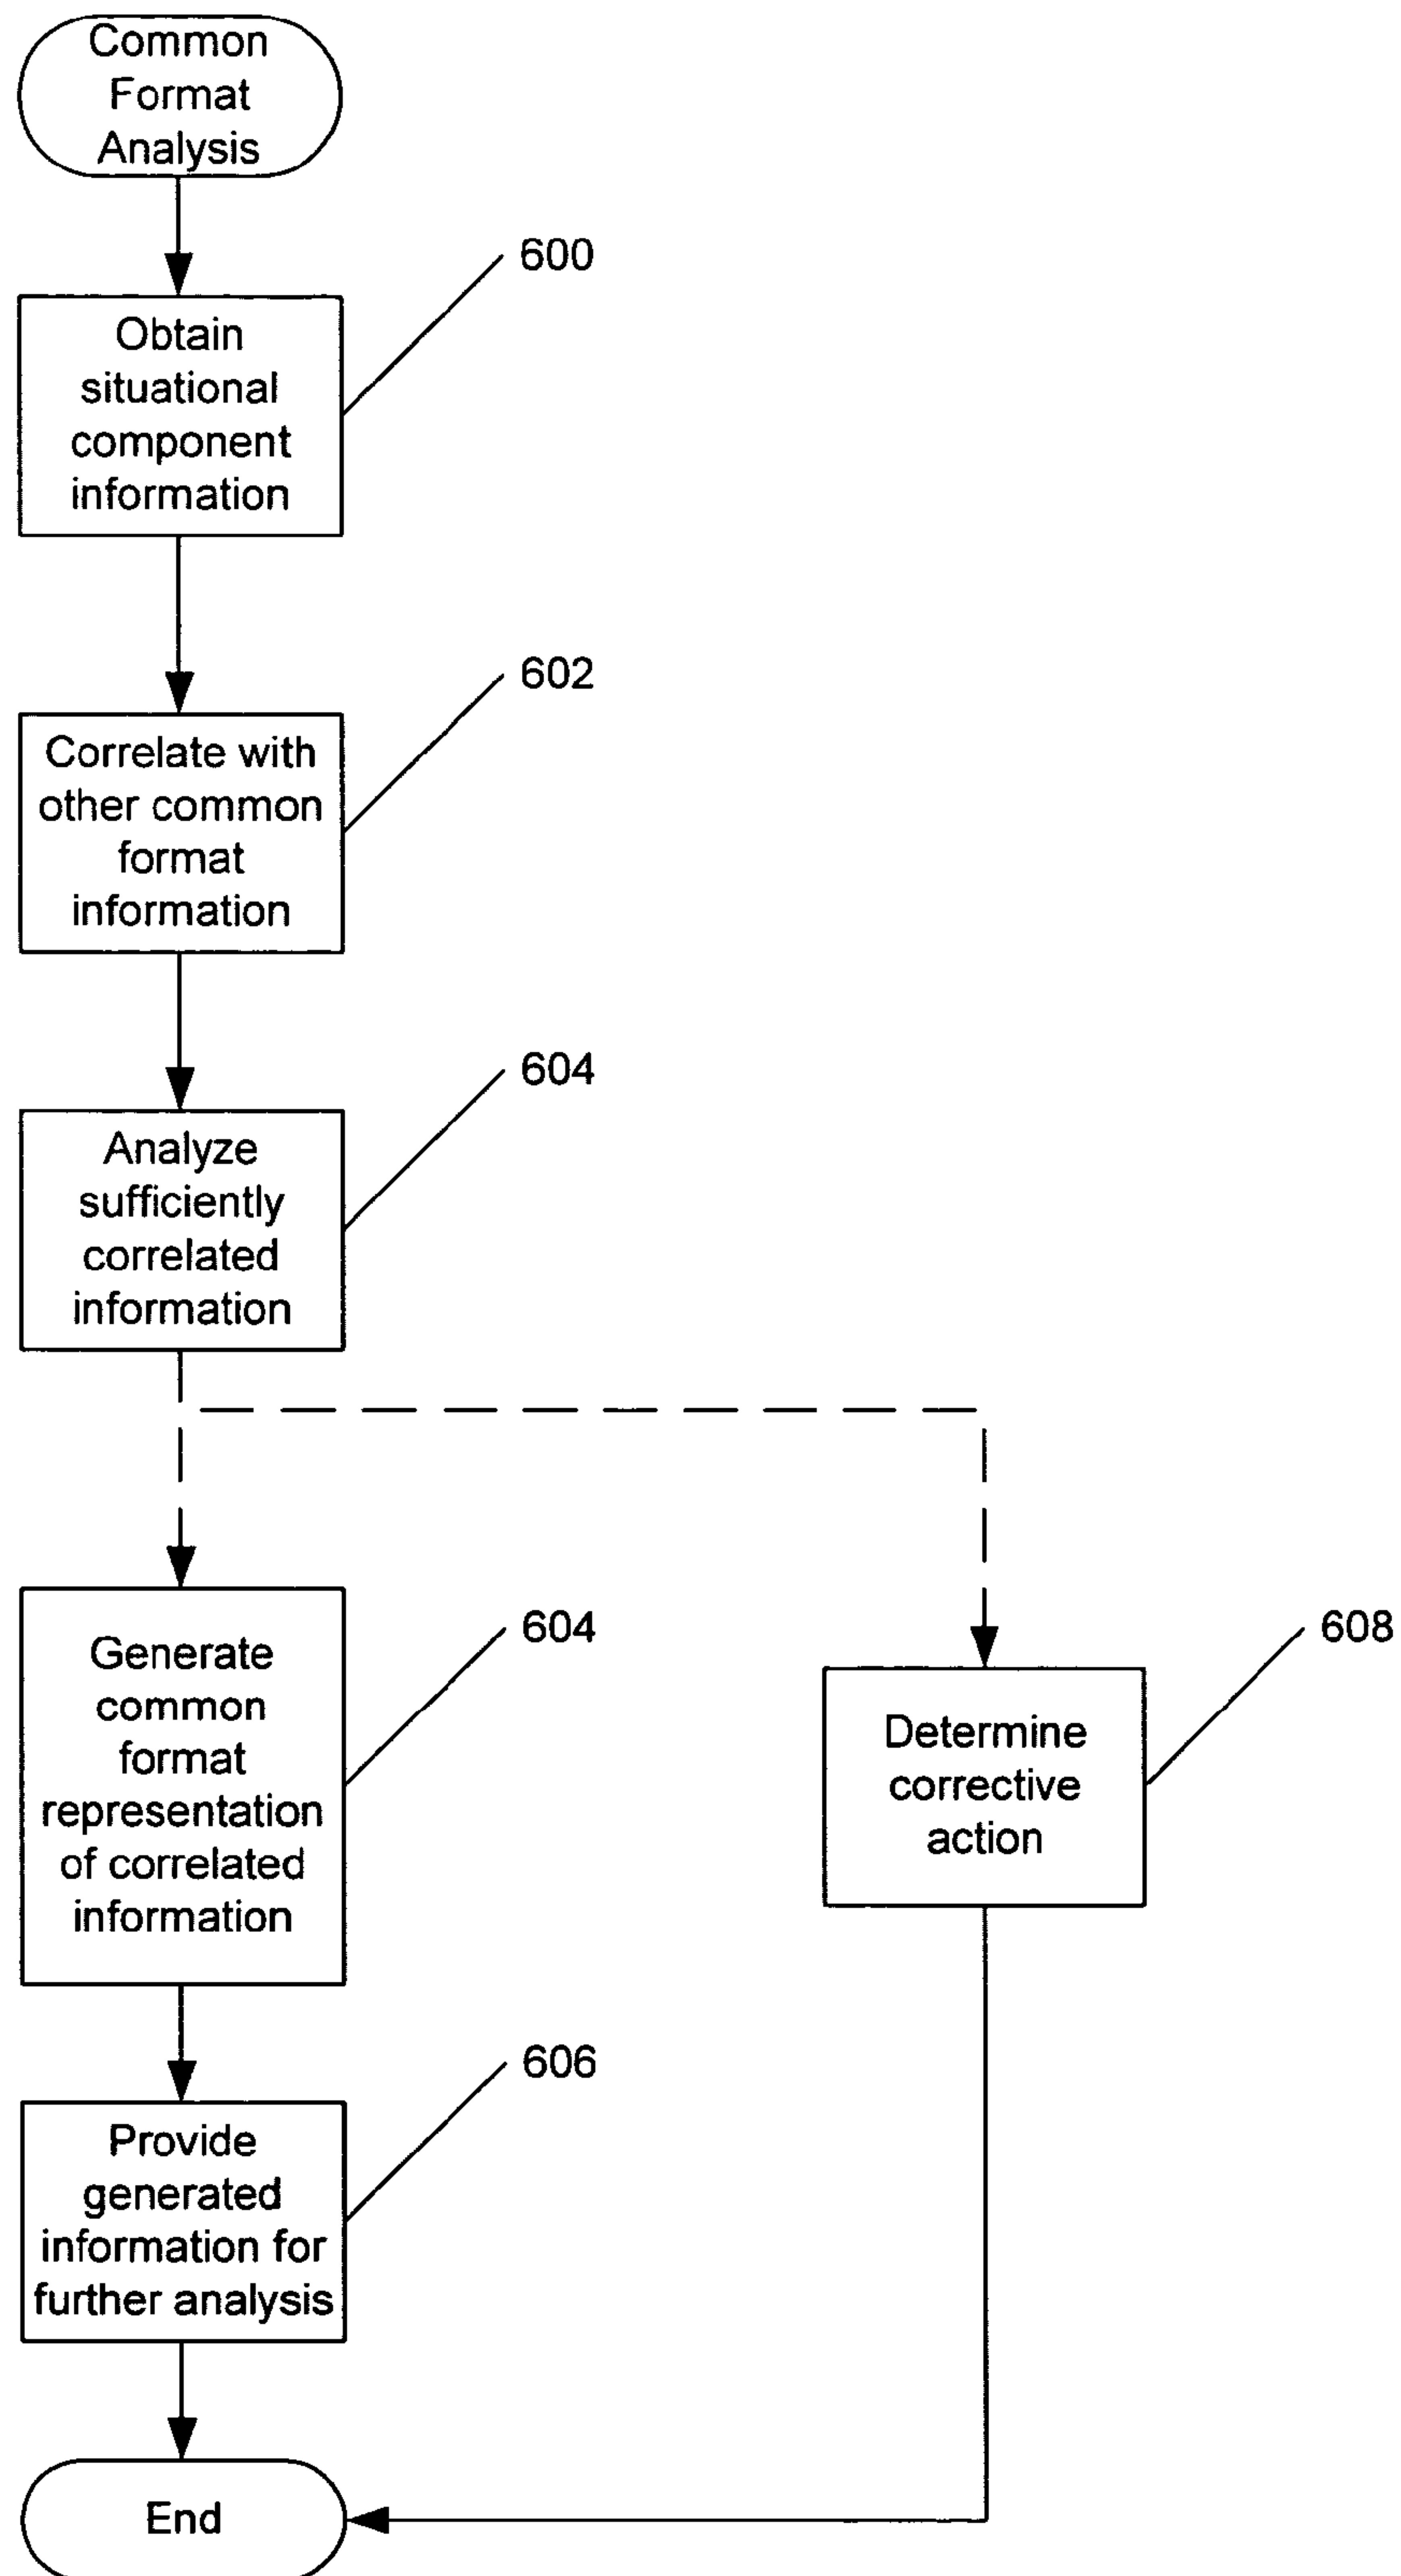 Common
Format
Analysis
600
Obtain
situational
component
information
602
Correlate with
other common
format
information
604
Analyze
sufficiently
correlated
information
604
Generate
common
format
representation
of correlated
information
608
Determine
corrective
action
606
Provide
generated
information for
further analysis
End